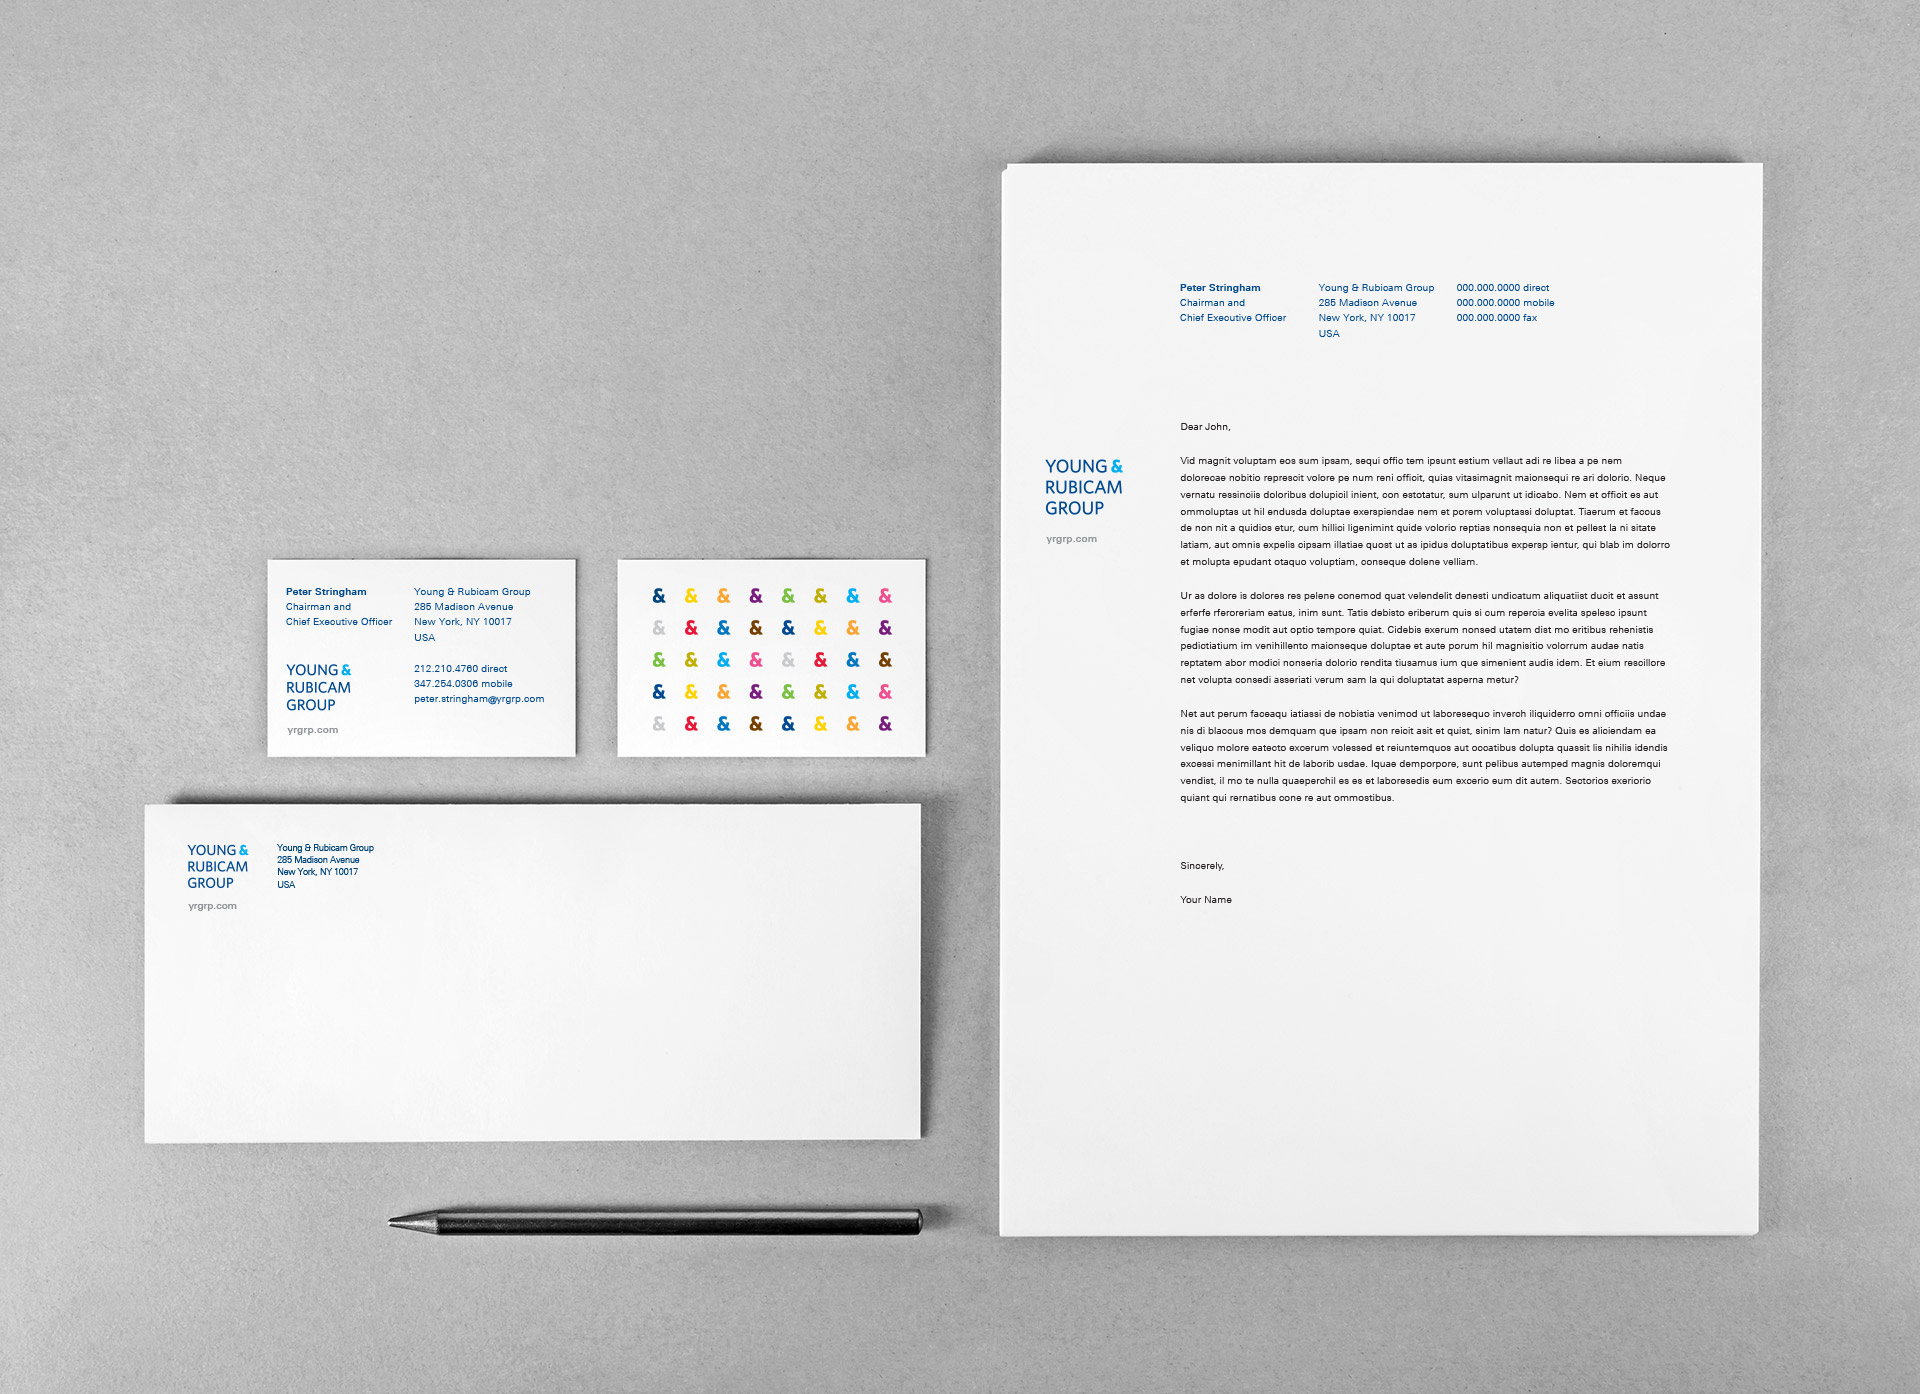 Peter Stringham
Chairman and
Chief Executive Officer
Young & Rubicam Group
285 Madison Avenue
New York, NY 10017
USA
YOUNG &
RUBICAM
GROUP
yrgrp.com
212.210.4760 direct
347.254.0306 mobile
peter.stringham@yrgrp.com
& & & & & & & &
& & & & & & & &
& & & & & & & &
& & & & & & & &
& & & & & & & &
YOUNG &
RUBICAM
GROUP
yrgrp.com
Young & Rubicam Group
285 Madison Avenue
New York, NY 10017
USA
Peter Stringham
Chairman and
Chief Executive Officer
Young & Rubicam Group
285 Madison Avenue
New York, NY 10017
USA
000.000.0000 direct
000.000.0000 mobile
000.000.0000 fax
YOUNG &
RUBICAM
GROUP
yrgrp.com
Dear John,
Vid magnit voluptam eos sum ipsam, sequi offic tem ipsunt estium vellaut adi re libea a pe nem
doloreae nobitio represcit volore pe num reni officit, quias vitasimagnit maionsequi re ari dolorio. Neque
vernatu ressinciis doloribus dolupicil inient, con estotatur, sum ulparunt ut idicabo. Nem et officit es aut
ommoluptas ut hil endusda doluptae exerspiendae nem et porem voluptassi doluptat. Tiaerum et faccus
de non nit a quidios etur, cum hillici ligenimint quide volorio reptias nonsequia non et pellest la ni sitate
latiam, aut omnis expelis cipsam illatiae quost ut as ipidus doluptatibus expersp ientur, qui blab im dolorro
et molupta epudant otaquo voluptiam, conseque dolene velliam.
Ur as dolore is dolores res pelene conemod quat velendelit denesti undicatum aliquatiist ducit et assunt
erferfe rferoreriam eatus, inim sunt. Tatis debisto eriberum quis si cum repercia evelita speleso ipsunt
fugiae nonse modit aut optio tempore quiat. Cidebis exerum nonsed utatem dist mo eritibus rehenistis
pediotiatium im venihillento maionseque doluptae et aute porum hil magnisitio volorrum audae natis
reptatem abor modici nonseria dolorio rendita tiusamus ium que simenient audis idem. Et eium rescillore
net volupta consedi asseriati verum sam la qui doluptatat asperna metur?
Net aut perum faceaqu iatiassi de nobistia venimod ut laboresequo inveroh iliquiderro omni officiis undae
nis di blaccus mos demquam que ipsam non reicit asit et quist, sinim lam natur? Quis es aliciendam ea
veliquo molore eatecto excerum volessed et reiuntemquos aut occatibus dolupta quassit lis nihilis idendis
excessi menimillant hit de laborib usdae. Iquae demporpore, sunt pelibus autemped magnis doloremqui
vendist, il mo te nulla quaeperchil es es et laboresedis eum excerio eum dit autem. Sectorios exeriorio
quiant qui rernatibus cone re aut ommostibus.
Sincerely,
Your Name